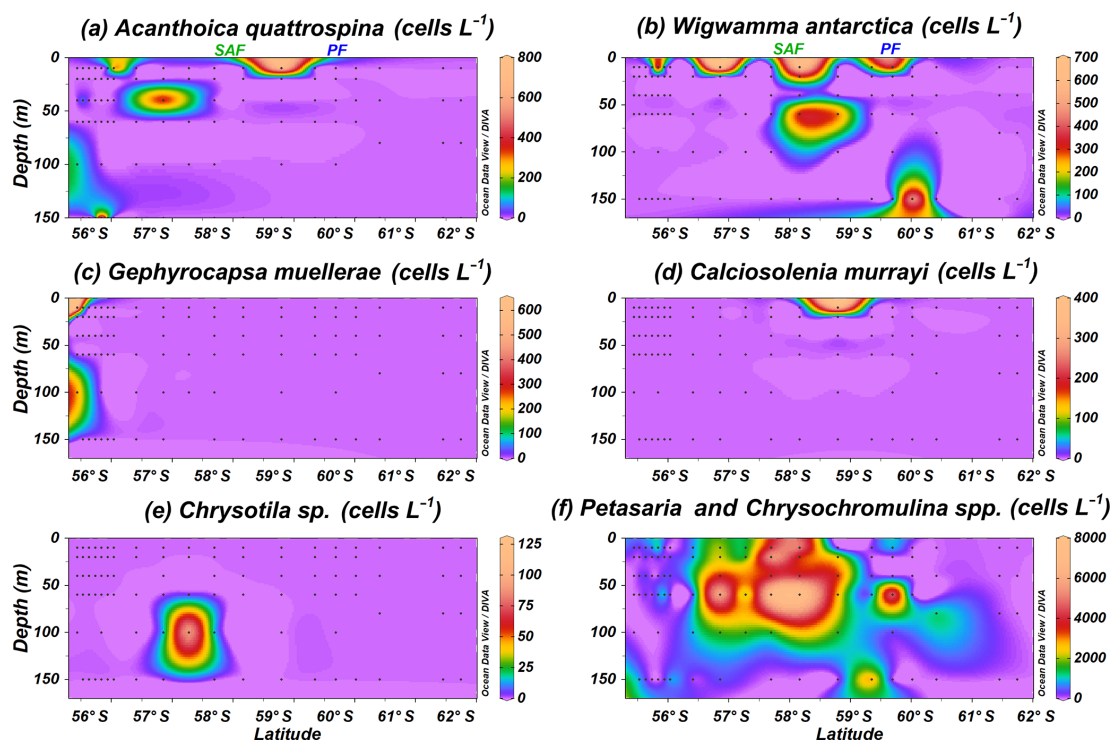 (a) Acanthoica quattrospina (cells L⁻¹)
SAF PF
0
50
100
150
Depth (m)
56° S 57° S 58° S 59° S 60° S 61° S 62° S
800
600
400
200
0
Ocean Data View / DIVA
(b) Wigwamma antarctica (cells L⁻¹)
SAF PF
0
50
100
150
56° S 57° S 58° S 59° S 60° S 61° S 62° S
700
600
500
400
300
200
100
0
Ocean Data View / DIVA
(c) Gephyrocapsa muellerae (cells L⁻¹)
0
50
100
150
Depth (m)
56° S 57° S 58° S 59° S 60° S 61° S 62° S
600
500
400
300
200
100
0
Ocean Data View / DIVA
(d) Calciosolenia murrayi (cells L⁻¹)
0
50
100
150
56° S 57° S 58° S 59° S 60° S 61° S 62° S
400
300
200
100
0
Ocean Data View / DIVA
(e) Chrysotila sp. (cells L⁻¹)
0
50
100
150
Depth (m)
56° S 57° S 58° S 59° S 60° S 61° S 62° S
Latitude
125
100
75
50
25
0
Ocean Data View / DIVA
(f) Petasaria and Chrysochromulina spp. (cells L⁻¹)
0
50
100
150
56° S 57° S 58° S 59° S 60° S 61° S 62° S
Latitude
8000
6000
4000
2000
0
Ocean Data View / DIVA